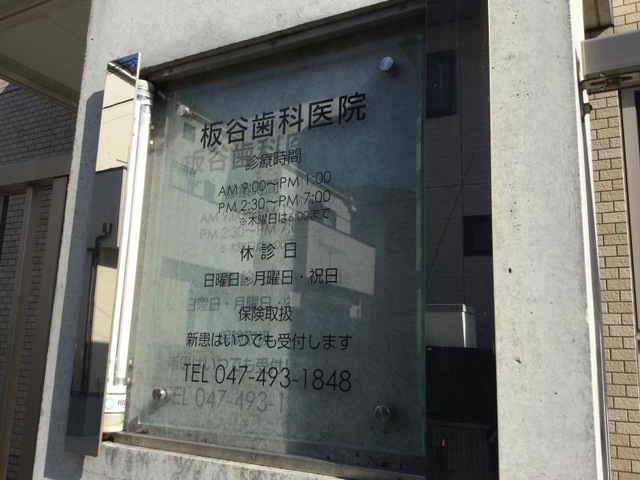 板谷歯科医院
診療時間
AM 9:00～PM 1:00
PM 2:30～PM 7:00
※木曜日は6:00まで
休診日
日曜日・月曜日・祝日
保険取扱
新患はいつでも受付します
TEL 047-493-1848